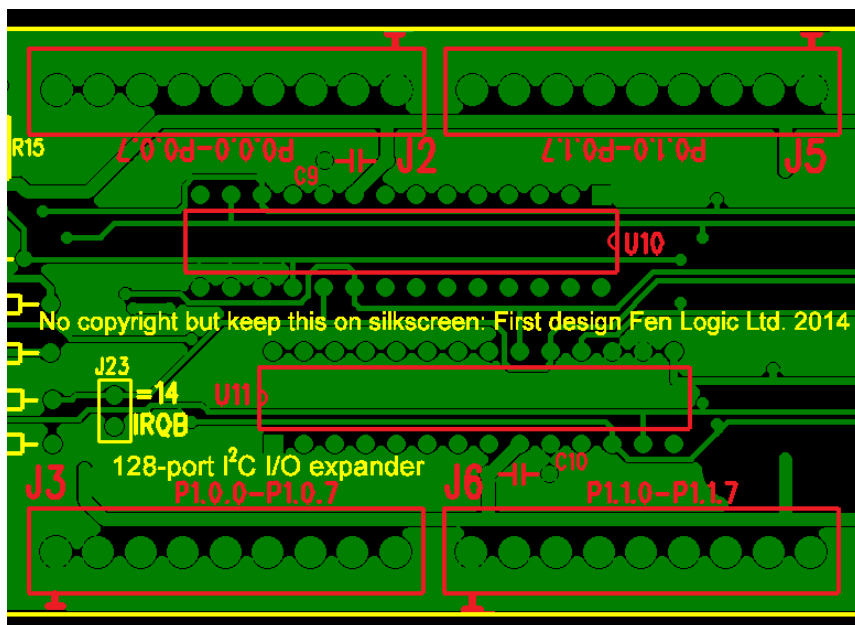 R15
P0.0.0-P0.0.7
J2
P0.1.0-P0.1.7
J5
C9
U10
No copyright but keep this on silkscreen: First design Fen Logic Ltd. 2014
J23
=14
IRQB
U11
128-port I²C I/O expander
C10
J3
P1.0.0-P1.0.7
J6
P1.1.0-P1.1.7